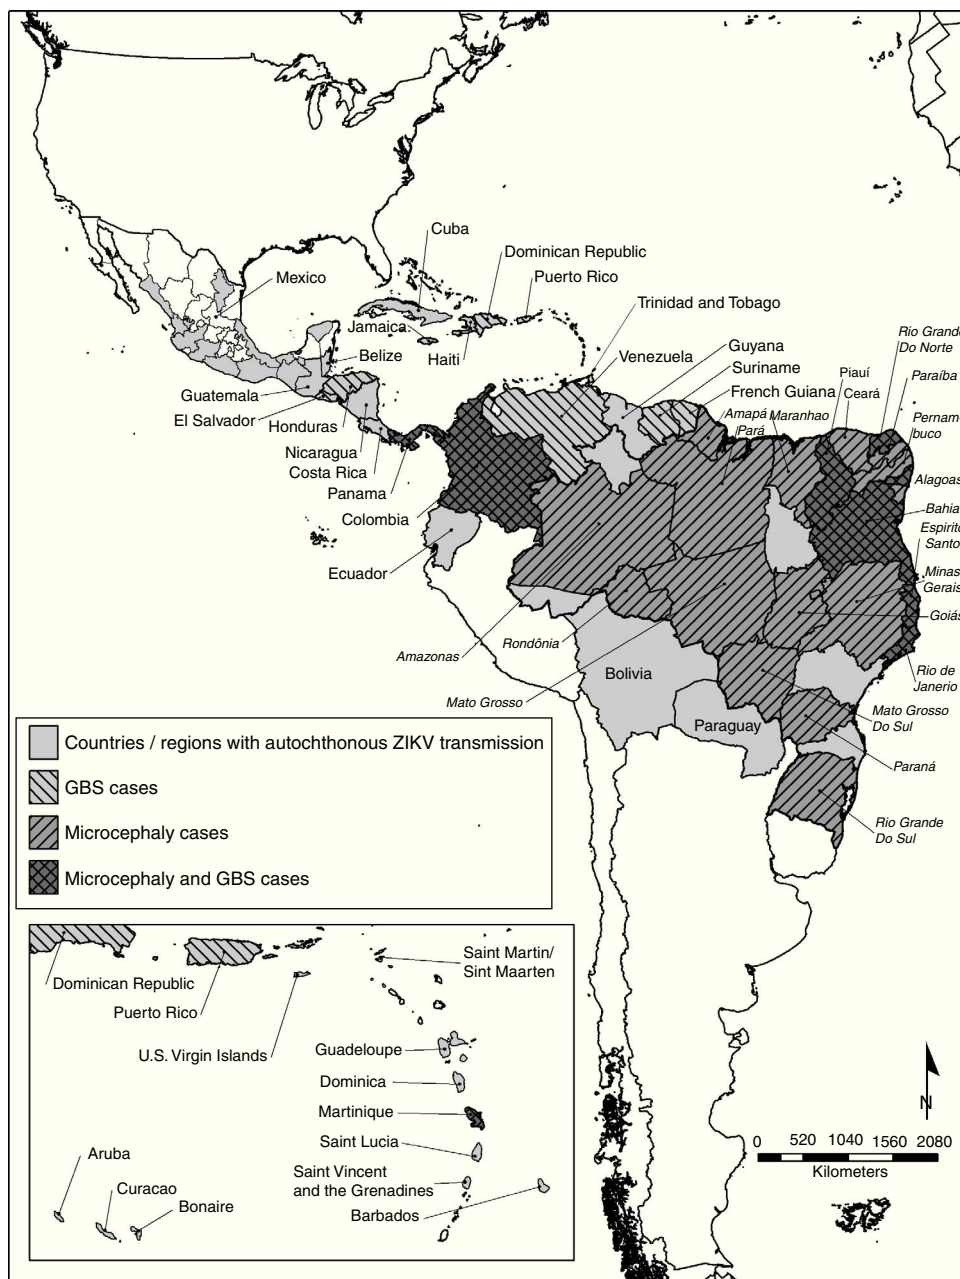 Cuba
Dominican Republic
Puerto Rico
Mexico
Trinidad and Tobago
Jamaica
Haiti
Belize
Venezuela
Guyana
Suriname
French Guiana
Rio Grande
Do Norte
Piauí
Ceará
Paraíba
Amapá
Maranhao
Pará
Pernam-
buco
Guatemala
El Salvador
Honduras
Nicaragua
Costa Rica
Panama
Colombia
Ecuador
Alagoas
Bahia
Espirito
Santo
Minas
Gerais
Goiás
Rondônia
Amazonas
Mato Grosso
Bolivia
Paraguay
Rio de
Janerio
Mato Grosso
Do Sul
Paraná
Rio Grande
Do Sul
Countries / regions with autochthonous ZIKV transmission
GBS cases
Microcephaly cases
Microcephaly and GBS cases
Dominican Republic
Puerto Rico
U.S. Virgin Islands
Saint Martin/
Sint Maarten
Guadeloupe
Dominica
Martinique
Saint Lucia
Saint Vincent
and the Grenadines
Barbados
Aruba
Curacao
Bonaire
N
0 520 1040 1560 2080
Kilometers